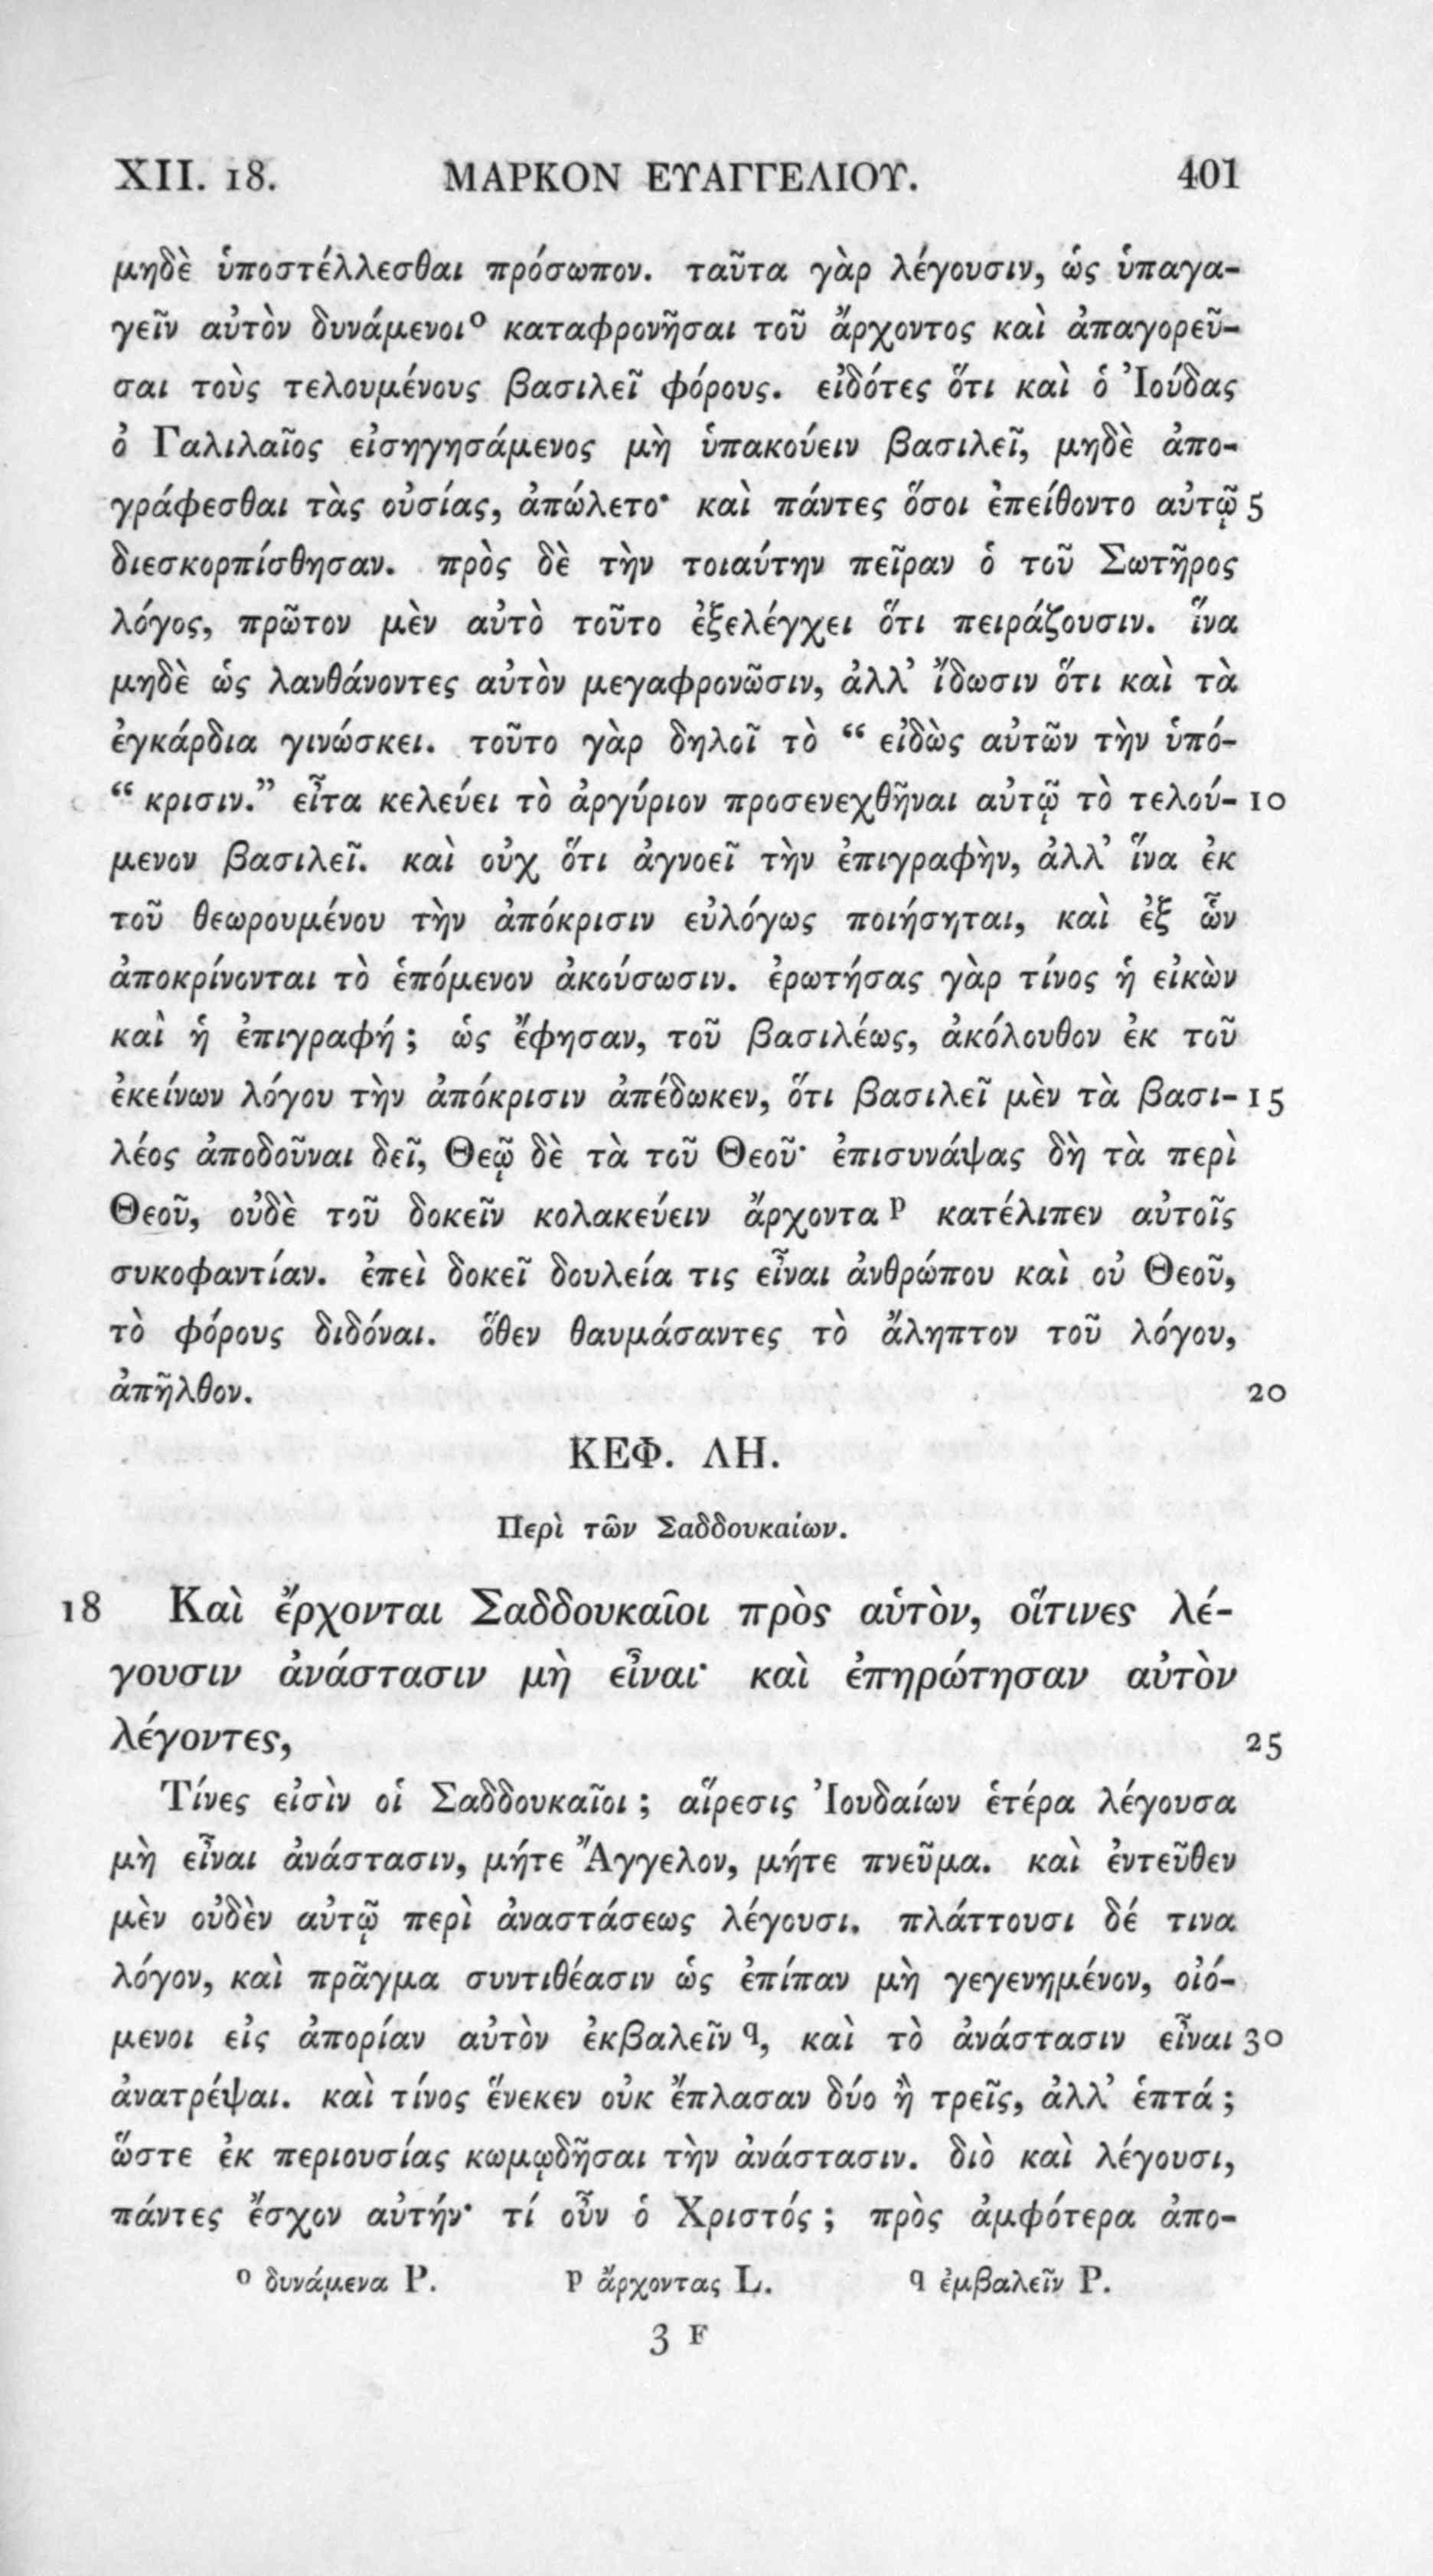 XII. 18. ΜΑΡΚΟΝ ΕΥΑΓΓΕΛΙΟΥ. 401
μηδὲ ὑποστέλλεσθαι πρόσωπον. ταῦτα γὰρ λέγουσιν, ὡς ὑπαγα-
γεῖν αὐτὸν δυνάμενοιᵒ καταφρονῆσαι τοῦ ἄρχοντος καὶ ἀπαγορεῦ-
σαι τοὺς τελουμένους βασιλεῖ φόρους. εἰδότες ὅτι καὶ ὁ Ἰούδας
ὁ Γαλιλαῖος εἰσηγησάμενος μὴ ὑπακούειν βασιλεῖ, μηδὲ ἀπο-
γράφεσθαι τὰς οὐσίας, ἀπώλετο· καὶ πάντες ὅσοι ἐπείθοντο αὐτῷ 5
διεσκορπίσθησαν. πρὸς δὲ τὴν τοιαύτην πεῖραν ὁ τοῦ Σωτῆρος
λόγος, πρῶτον μὲν αὐτὸ τοῦτο ἐξελέγχει ὅτι πειράζουσιν. ἵνα
μηδὲ ὡς λανθάνοντες αὐτὸν μεγαφρονῶσιν, ἀλλ᾽ ἴδωσιν ὅτι καὶ τὰ
ἐγκάρδια γινώσκει. τοῦτο γὰρ δηλοῖ τὸ “ εἰδὼς αὐτῶν τὴν ὑπό-
“ κρισιν.” εἶτα κελεύει τὸ ἀργύριον προσενεχθῆναι αὐτῷ τὸ τελού- 10
μενον βασιλεῖ. καὶ οὐχ ὅτι ἀγνοεῖ τὴν ἐπιγραφὴν, ἀλλ᾽ ἵνα ἐκ
τοῦ θεωρουμένου τὴν ἀπόκρισιν εὐλόγως ποιήσηται, καὶ ἐξ ὧν
ἀποκρίνονται τὸ ἑπόμενον ἀκούσωσιν. ἐρωτήσας γὰρ τίνος ἡ εἰκὼν
καὶ ἡ ἐπιγραφή ; ὡς ἔφησαν, τοῦ βασιλέως, ἀκόλουθον ἐκ τοῦ
ἐκείνων λόγου τὴν ἀπόκρισιν ἀπέδωκεν, ὅτι βασιλεῖ μὲν τὰ βασι- 15
λέος ἀποδοῦναι δεῖ, Θεῷ δὲ τὰ τοῦ Θεοῦ· ἐπισυνάψας δὴ τὰ περὶ
Θεοῦ, οὐδὲ τοῦ δοκεῖν κολακεύειν ἄρχοντα ᵖ κατέλιπεν αὐτοῖς
συκοφαντίαν. ἐπεὶ δοκεῖ δουλεία τις εἶναι ἀνθρώπου καὶ οὐ Θεοῦ,
τὸ φόρους διδόναι. ὅθεν θαυμάσαντες τὸ ἄληπτον τοῦ λόγου,
ἀπῆλθον. 20
ΚΕΦ. ΛΗ.
Περὶ τῶν Σαδδουκαίων.
18 Καὶ ἔρχονται Σαδδουκαῖοι πρὸς αὐτὸν, οἵτινες λέ-
γουσιν ἀνάστασιν μὴ εἶναι· καὶ ἐπηρώτησαν αὐτὸν
λέγοντες, 25
Τίνες εἰσὶν οἱ Σαδδουκαῖοι ; αἵρεσις Ἰουδαίων ἑτέρα λέγουσα
μὴ εἶναι ἀνάστασιν, μήτε Ἄγγελον, μήτε πνεῦμα. καὶ ἐντεῦθεν
μὲν οὐδὲν αὐτῷ περὶ ἀναστάσεως λέγουσι. πλάττουσι δέ τινα
λόγον, καὶ πρᾶγμα συντιθέασιν ὡς ἐπίπαν μὴ γεγενημένον, οἰό-
μενοι εἰς ἀπορίαν αὐτὸν ἐκβαλεῖν q, καὶ τὸ ἀνάστασιν εἶναι 30
ἀνατρέψαι. καὶ τίνος ἕνεκεν οὐκ ἔπλασαν δύο ἢ τρεῖς, ἀλλ᾽ ἑπτά ;
ὥστε ἐκ περιουσίας κωμῳδῆσαι τὴν ἀνάστασιν. διὸ καὶ λέγουσι,
πάντες ἔσχον αὐτήν· τί οὖν ὁ Χριστός ; πρὸς ἀμφότερα ἀπο-
ᵒ δυνάμενα P. ᵖ ἄρχοντας L. q ἐμβαλεῖν P.
3 F